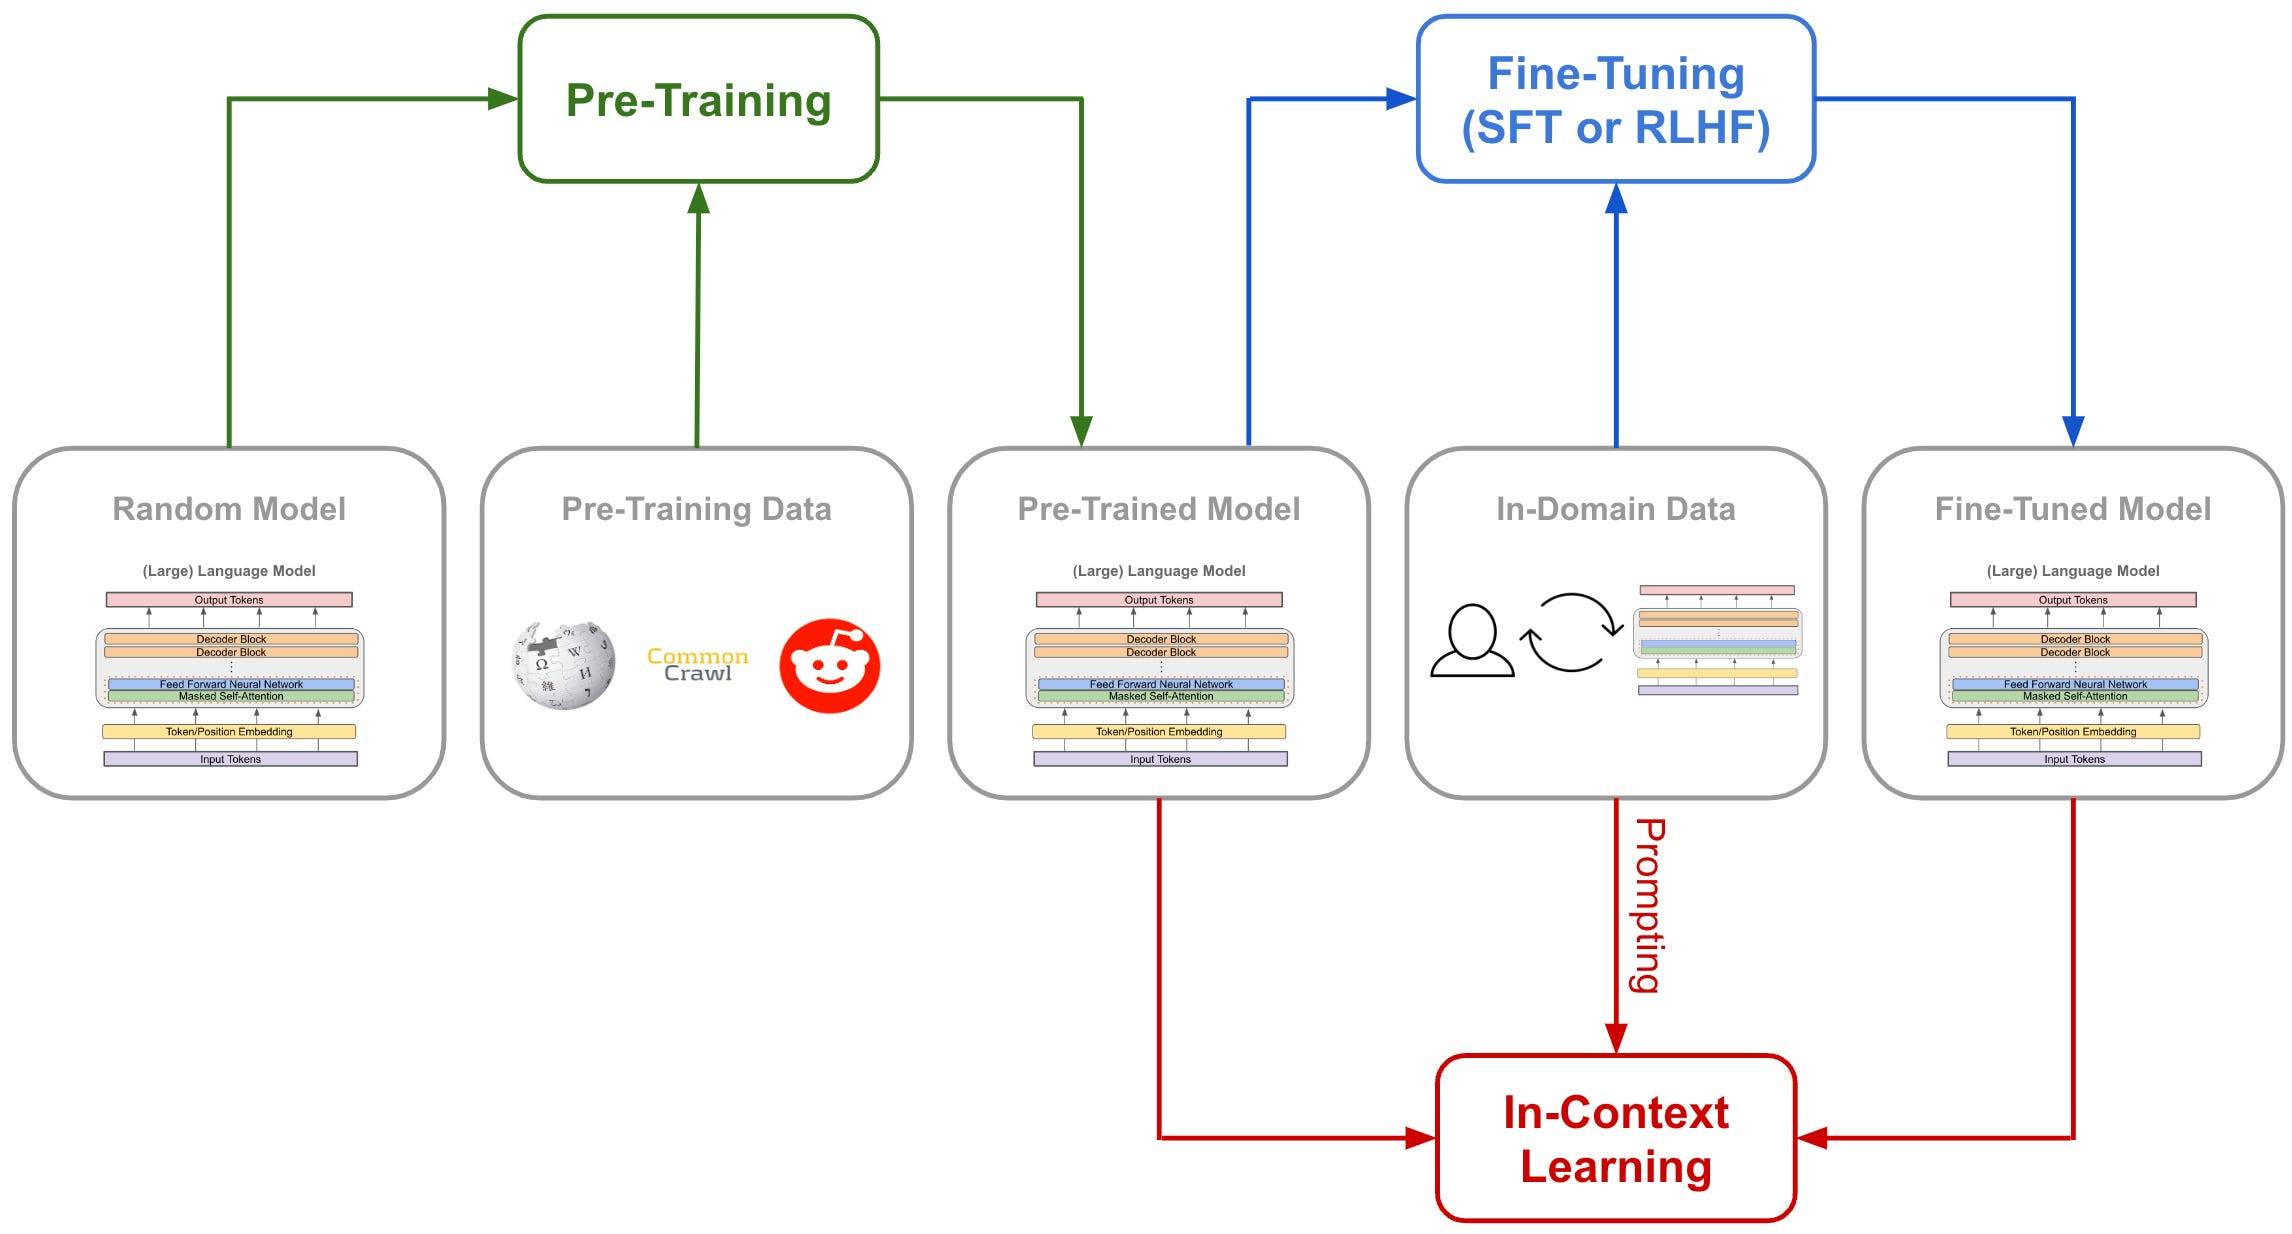 Pre-Training
Fine-Tuning
(SFT or RLHF)
Random Model
(Large) Language Model
Output Tokens
Decoder Block
Decoder Block
Feed Forward Neural Network
Masked Self-Attention
Token/Position Embedding
Input Tokens
Pre-Training Data
Common
Crawl
Pre-Trained Model
(Large) Language Model
Output Tokens
Decoder Block
Decoder Block
Feed Forward Neural Network
Masked Self-Attention
Token/Position Embedding
Input Tokens
In-Domain Data
Fine-Tuned Model
(Large) Language Model
Output Tokens
Decoder Block
Decoder Block
Feed Forward Neural Network
Masked Self-Attention
Token/Position Embedding
Input Tokens
Prompting
In-Context
Learning